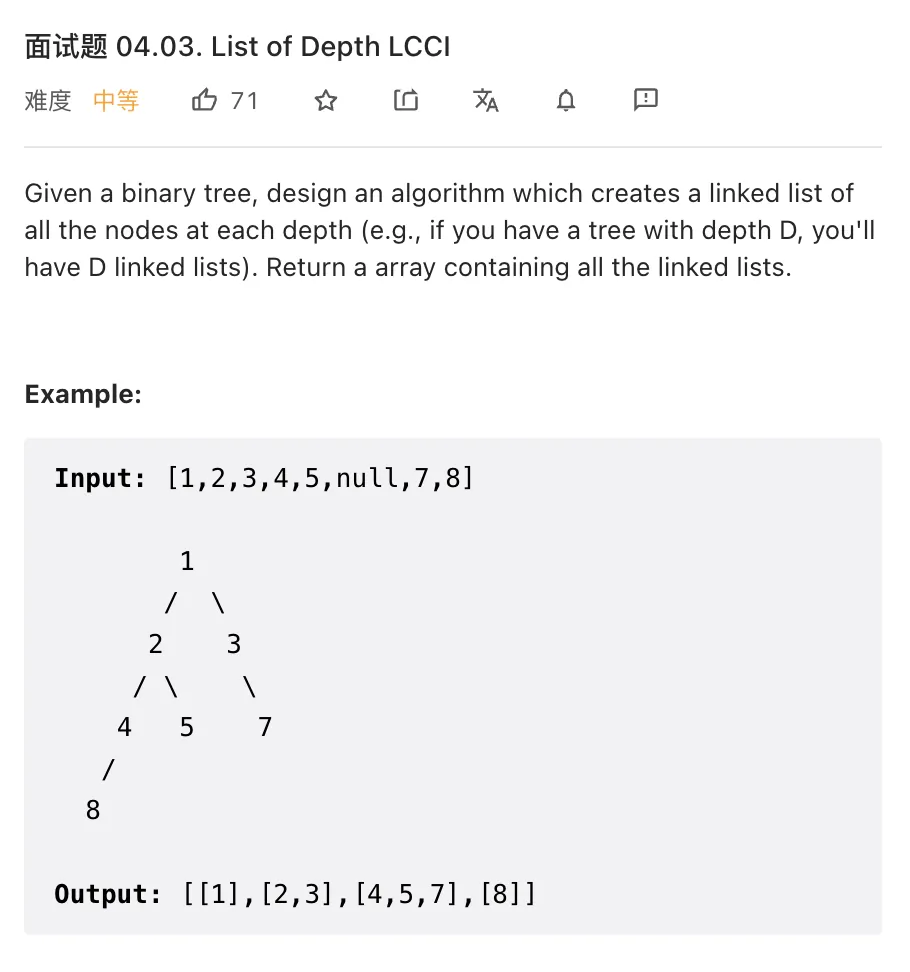 面试题 04.03. List of Depth LCCI
难度 中等 71
Given a binary tree, design an algorithm which creates a linked list of
all the nodes at each depth (e.g., if you have a tree with depth D, you'll
have D linked lists). Return a array containing all the linked lists.
Example:
Input: [1,2,3,4,5,null,7,8]
1
/ \
2 3
/ \ \
4 5 7
/
8
Output: [[1],[2,3],[4,5,7],[8]]